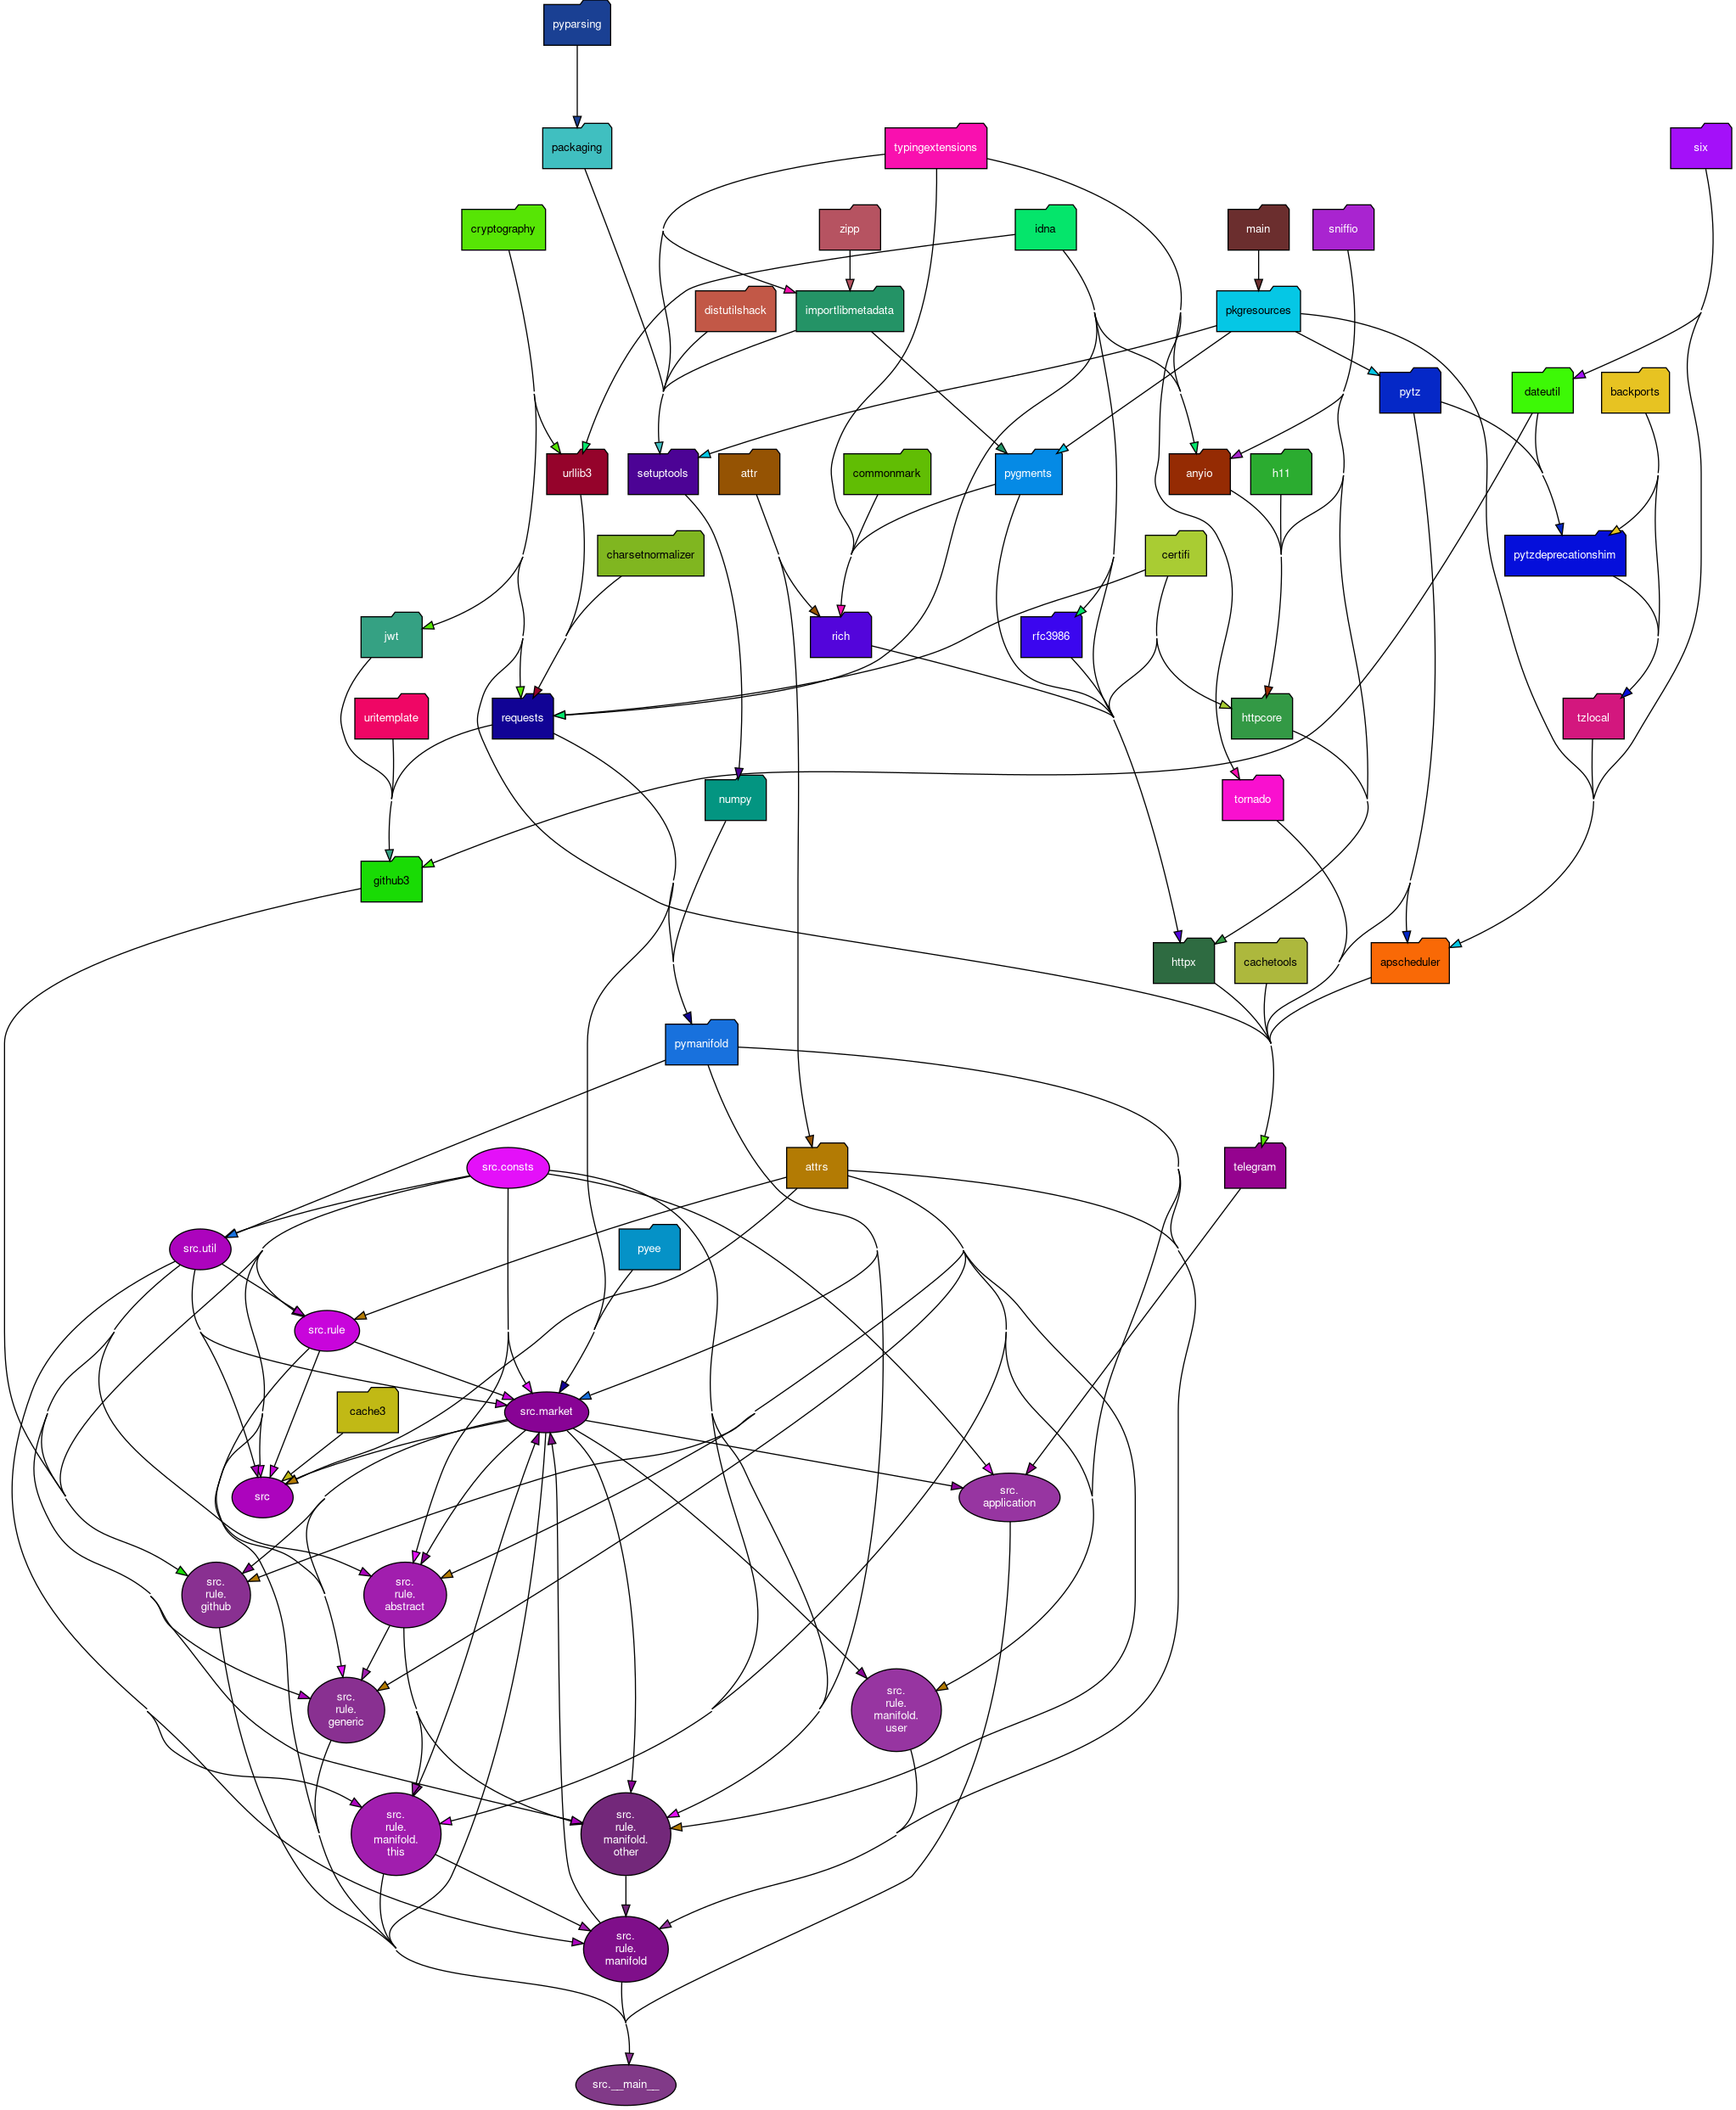 pyparsing
packaging
typingextensions
six
cryptography
zipp
idna
main
sniffio
distutilshack
importlibmetadata
pkgresources
pytz
dateutil
backports
urllib3
setuptools
attr
commonmark
pygments
anyio
h11
charsetnormalizer
certifi
pytzdeprecationshim
jwt
rich
rfc3986
uritemplate
requests
httpcore
tzlocal
numpy
tornado
github3
httpx
cachetools
apscheduler
pymanifold
src.consts
attrs
telegram
src.util
pyee
src.rule
cache3
src.market
src
src.
application
src.
rule.
github
src.
rule.
abstract
src.
rule.
generic
src.
rule.
manifold.
user
src.
rule.
manifold.
this
src.
rule.
manifold.
other
src.
rule.
manifold
src.__main__